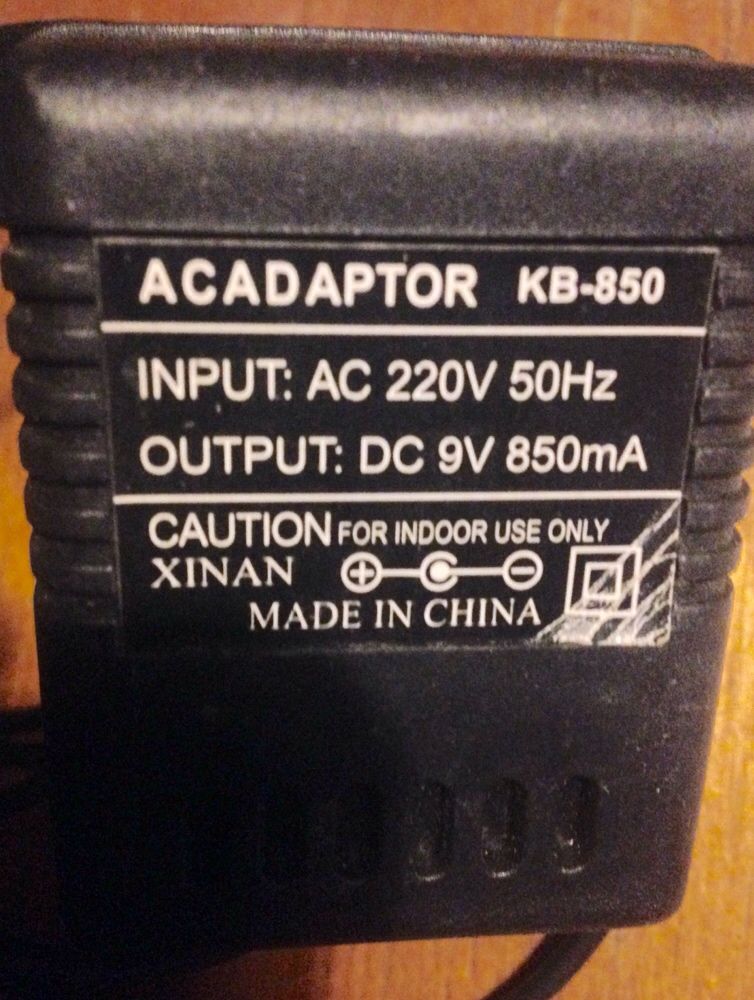 ACADAPTOR KB-850
INPUT: AC 220V 50Hz
OUTPUT: DC 9V 850mA
CAUTION FOR INDOOR USE ONLY
XINAN
MADE IN CHINA